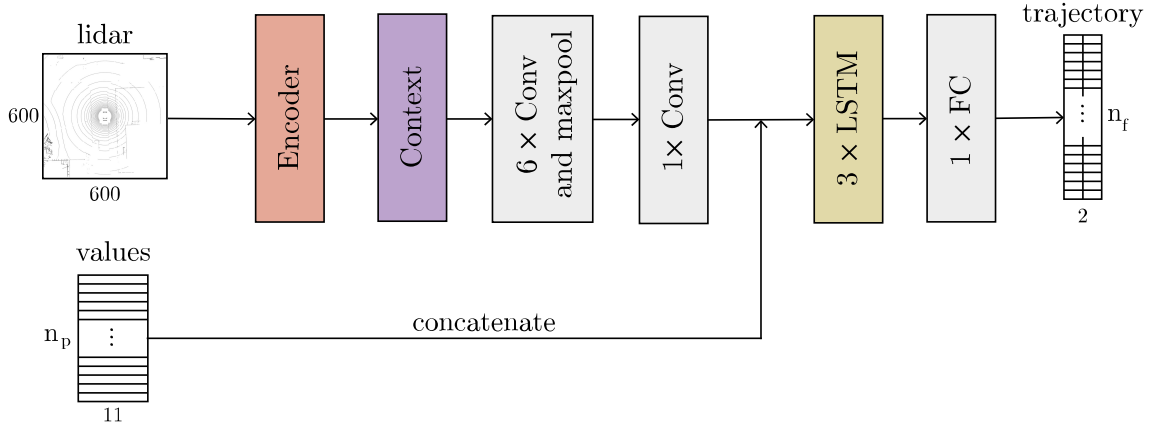 lidar
600
600
Encoder
Context
6 × Conv
and maxpool
1× Conv
3 × LSTM
1 × FC
trajectory
n_f
2
values
n_p
11
concatenate